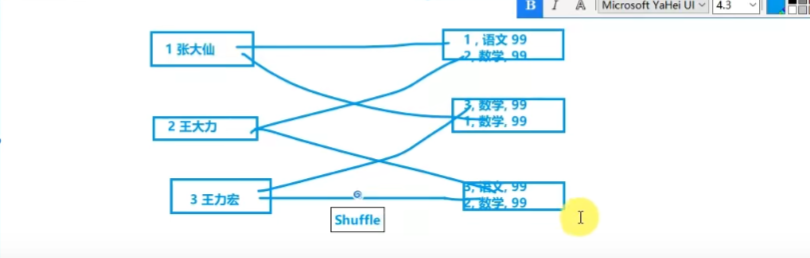 B I A Microsoft YaHei UI 4.3
1 张大仙
1 , 语文 99
2, 数学, 99
2 王大力
3, 数学, 99
1, 数学, 99
3 王力宏
3, 语文, 99
2, 数学, 99
Shuffle